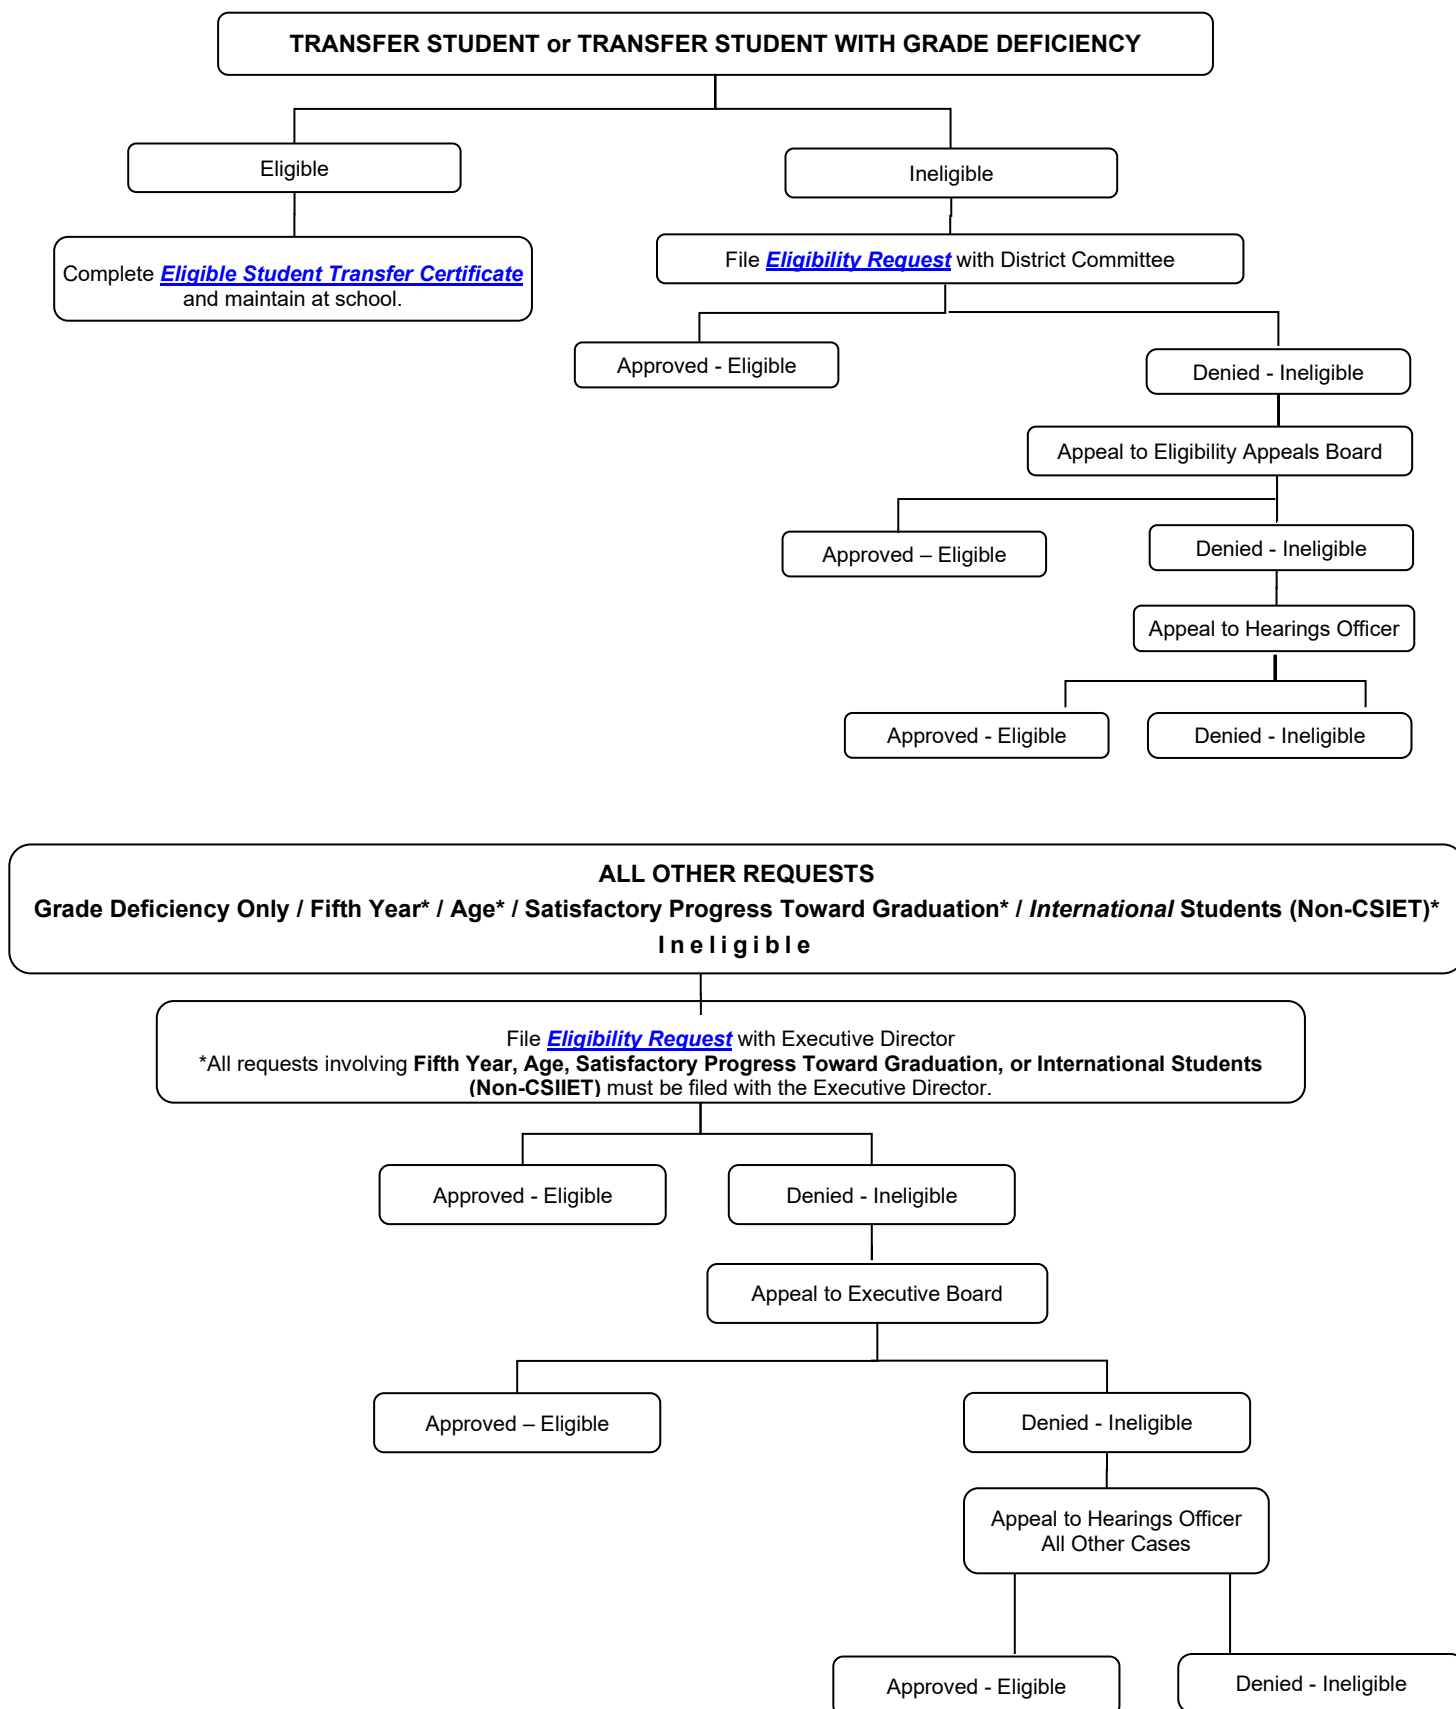 TRANSFER STUDENT or TRANSFER STUDENT WITH GRADE DEFICIENCY
Eligible
Ineligible
Complete Eligible Student Transfer Certificate
and maintain at school.
File Eligibility Request with District Committee
Approved - Eligible
Denied - Ineligible
Appeal to Eligibility Appeals Board
Approved – Eligible
Denied - Ineligible
Appeal to Hearings Officer
Approved - Eligible
Denied - Ineligible
ALL OTHER REQUESTS
Grade Deficiency Only / Fifth Year* / Age* / Satisfactory Progress Toward Graduation* / International Students (Non-CSIET)*
Ineligible
File Eligibility Request with Executive Director
*All requests involving Fifth Year, Age, Satisfactory Progress Toward Graduation, or International Students
(Non-CSIIET) must be filed with the Executive Director.
Approved - Eligible
Denied - Ineligible
Appeal to Executive Board
Approved – Eligible
Denied - Ineligible
Appeal to Hearings Officer
All Other Cases
Approved - Eligible
Denied - Ineligible